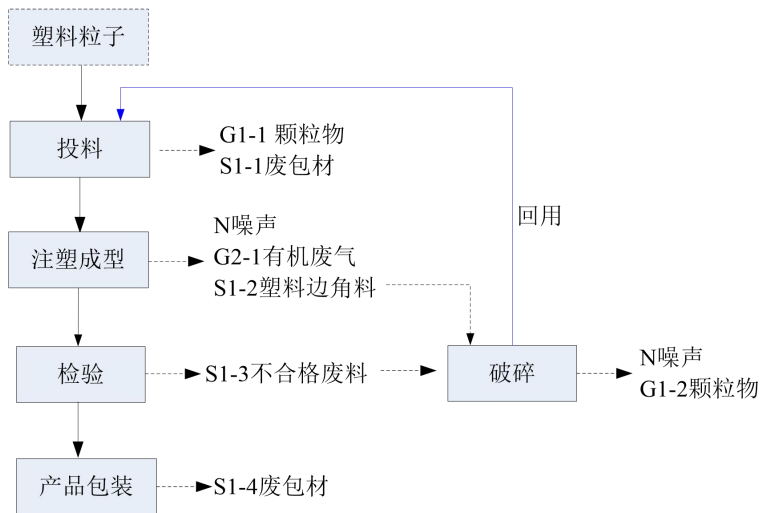 塑料粒子
投料
G1-1 颗粒物
S1-1废包材
回用
注塑成型
N噪声
G2-1有机废气
S1-2塑料边角料
检验
S1-3不合格废料
破碎
N噪声
G1-2颗粒物
产品包装
S1-4废包材